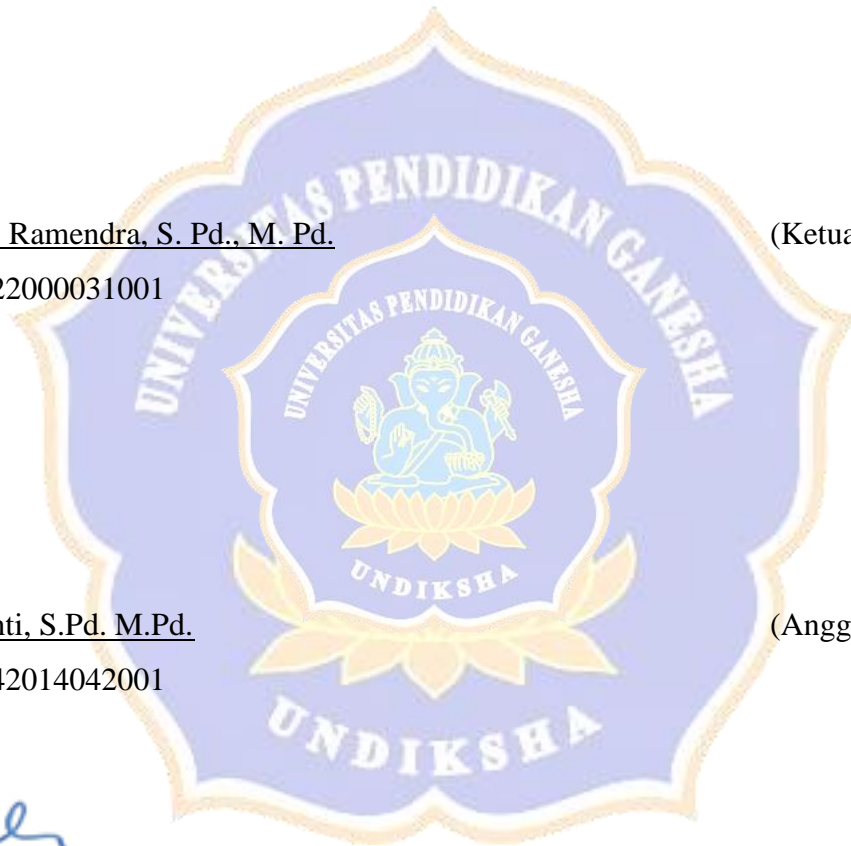 UNIVERSITAS PENDIDIKAN GANESHA
Ramendra, S. Pd., M. Pd. (Ketua
22000031001
UNIVERSITAS PENDIDIKAN GANESHA
UNDIKSHA
nti, S.Pd. M.Pd. (Angg
42014042001
UNDIKSHA